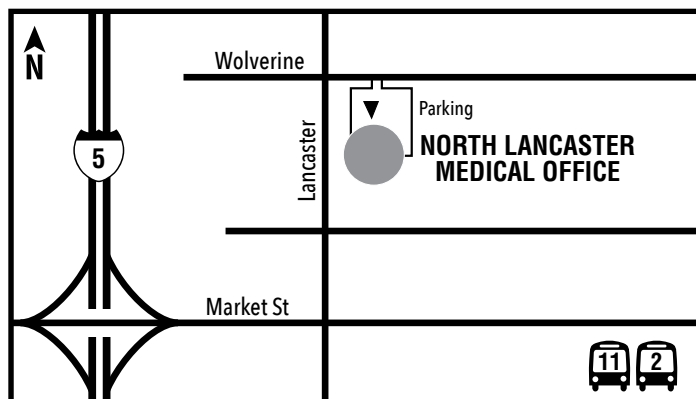 N
Wolverine
5
Lancaster
Parking
NORTH LANCASTER
MEDICAL OFFICE
Market St
11
2